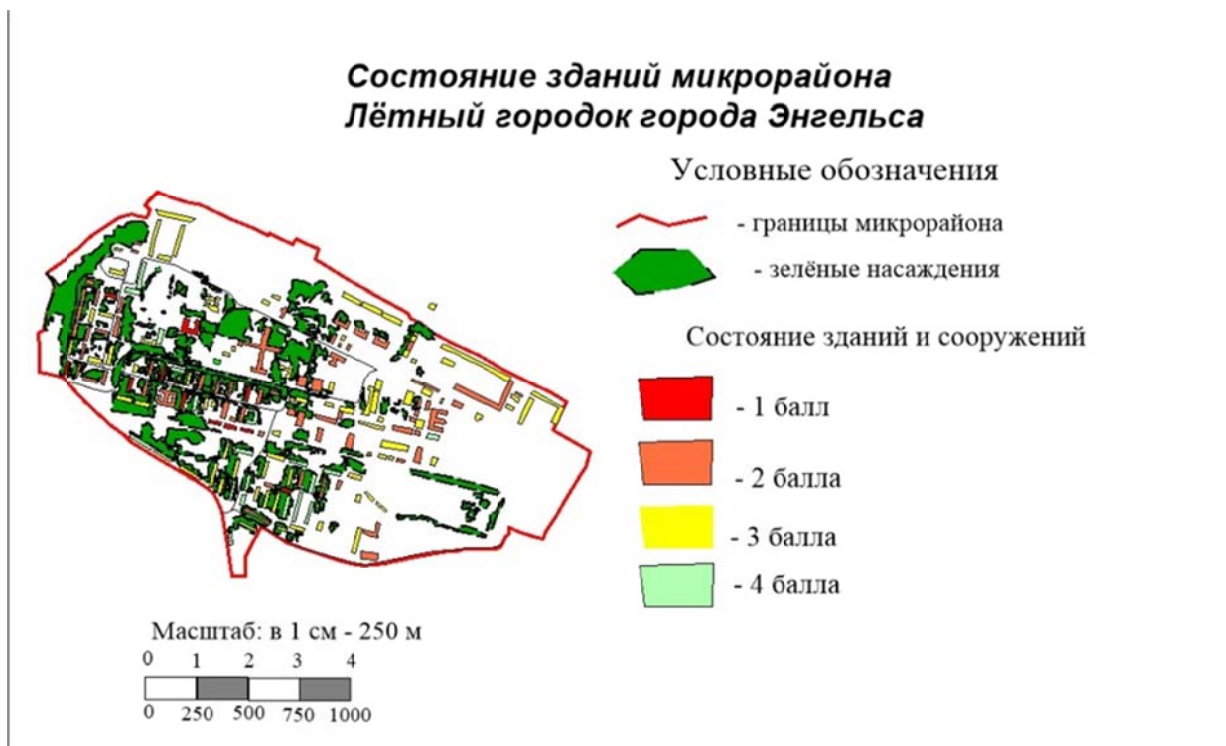 Состояние зданий микрорайона
Лётный городок города Энгельса
Условные обозначения
- границы микрорайона
- зелёные насаждения
Состояние зданий и сооружений
- 1 балл
- 2 балла
- 3 балла
- 4 балла
Масштаб: в 1 см - 250 м
0 1 2 3 4
0 250 500 750 1000